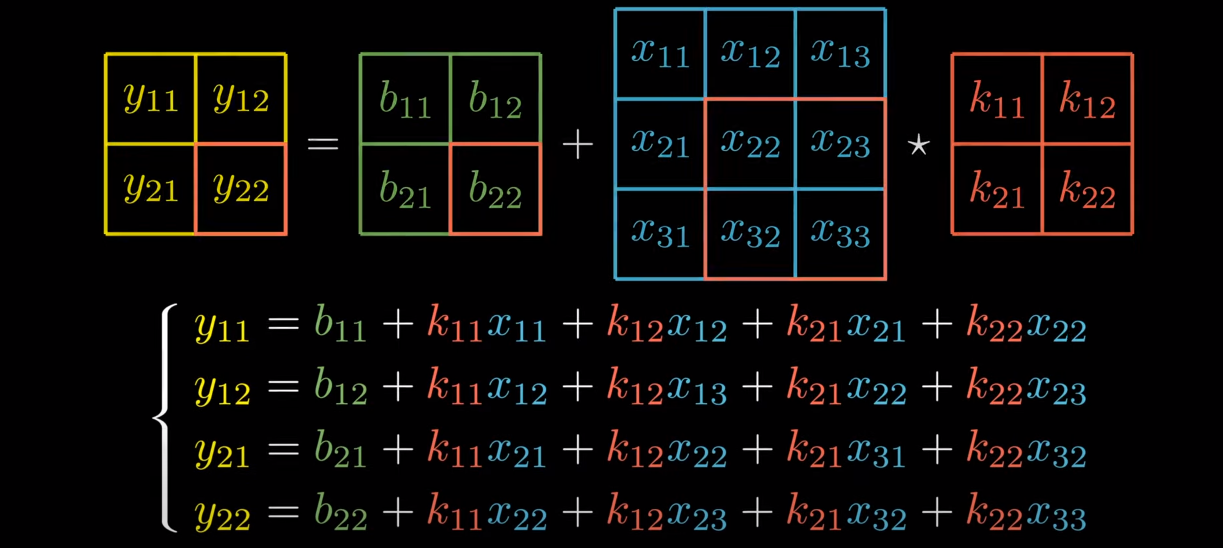 y₁₁ y₁₂ = b₁₁ b₁₂ + x₁₁ x₁₂ x₁₃ ⋆ k₁₁ k₁₂
y₂₁ y₂₂ b₂₁ b₂₂ x₂₁ x₂₂ x₂₃ k₂₁ k₂₂
x₃₁ x₃₂ x₃₃
y₁₁ = b₁₁ + k₁₁x₁₁ + k₁₂x₁₂ + k₂₁x₂₁ + k₂₂x₂₂
y₁₂ = b₁₂ + k₁₁x₁₂ + k₁₂x₁₃ + k₂₁x₂₂ + k₂₂x₂₃
y₂₁ = b₂₁ + k₁₁x₂₁ + k₁₂x₂₂ + k₂₁x₃₁ + k₂₂x₃₂
y₂₂ = b₂₂ + k₁₁x₂₂ + k₁₂x₂₃ + k₂₁x₃₂ + k₂₂x₃₃